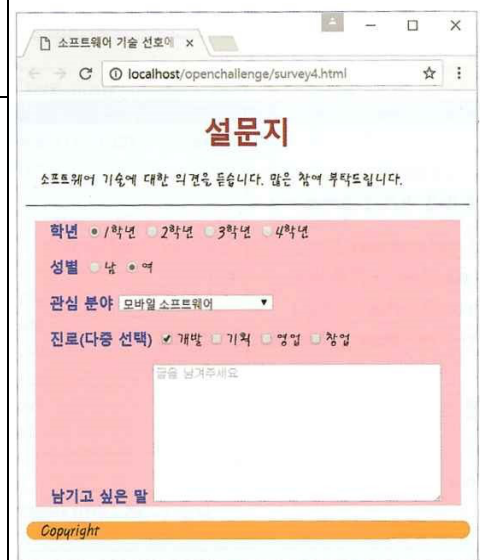 소프트웨어 기술 선호에 x
localhost/openchallenge/survey4.html
설문지
소프트웨어 기술에 대한 의견을 듣습니다. 많은 참여 부탁드립니다.
학년 1학년 2학년 3학년 4학년
성별 남 여
관심 분야 모바일 소프트웨어
진로(다중 선택) 개발 기획 영업 창업
글을 남겨주세요
남기고 싶은 말
Copyright